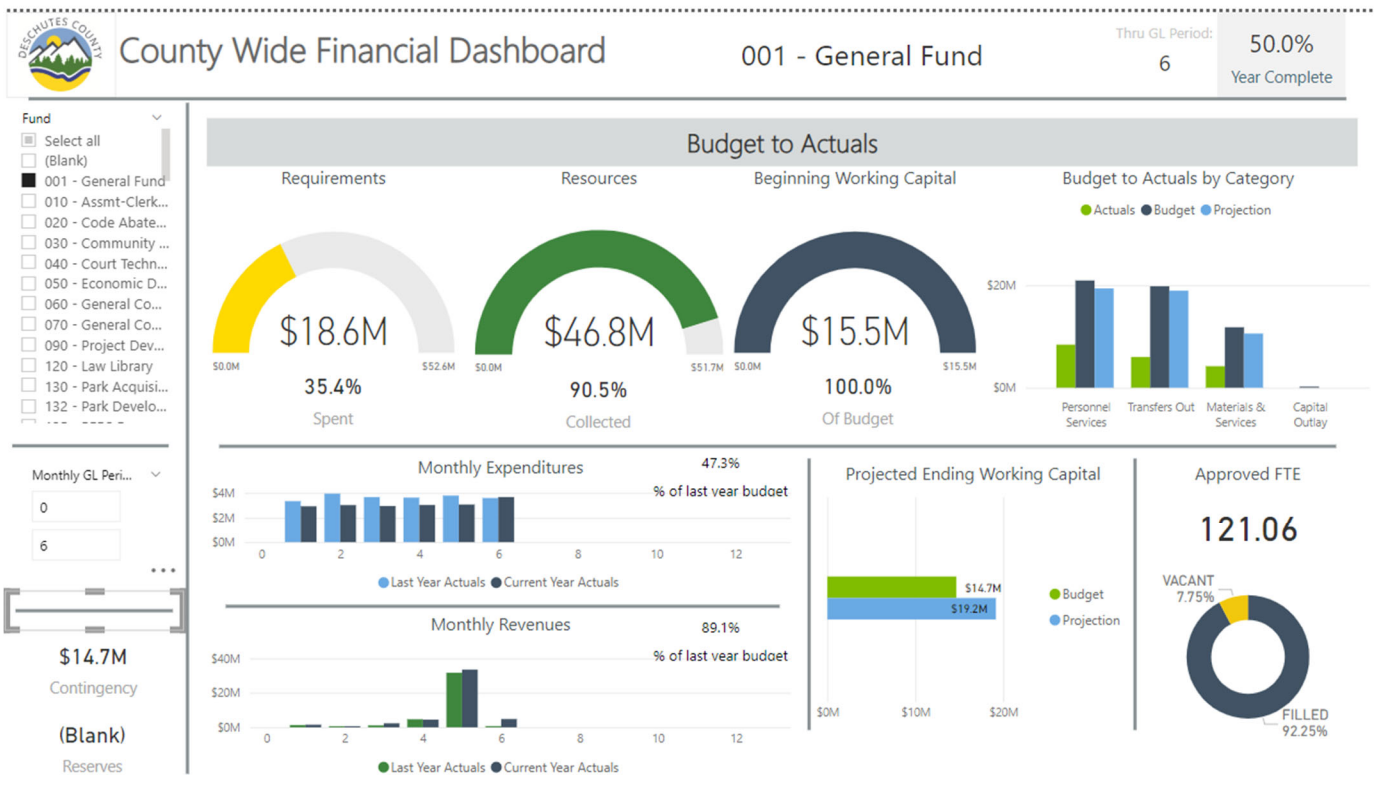 DESCHUTES COUNTY
County Wide Financial Dashboard
001 - General Fund
Thru GL Period:
6
50.0%
Year Complete
Fund
Select all
(Blank)
001 - General Fund
010 - Assmt-Clerk...
020 - Code Abate...
030 - Community ...
040 - Court Techn...
050 - Economic D...
060 - General Co...
070 - General Co...
090 - Project Dev...
120 - Law Library
130 - Park Acquisi...
132 - Park Develo...
Monthly GL Peri...
0
6
$14.7M
Contingency
(Blank)
Reserves
Budget to Actuals
Requirements
$18.6M
$0.0M
$52.6M
35.4%
Spent
Resources
$46.8M
$0.0M
$51.7M
90.5%
Collected
Beginning Working Capital
$15.5M
$0.0M
$15.5M
100.0%
Of Budget
Budget to Actuals by Category
Actuals Budget Projection
$20M
$0M
Personnel Services
Transfers Out
Materials & Services
Capital Outlay
Monthly Expenditures
47.3%
% of last year budget
$4M
$2M
$0M
0 2 4 6 8 10 12
Last Year Actuals Current Year Actuals
Monthly Revenues
89.1%
% of last year budget
$40M
$20M
$0M
0 2 4 6 8 10 12
Last Year Actuals Current Year Actuals
Projected Ending Working Capital
$14.7M
$19.2M
Budget
Projection
$0M $10M $20M
Approved FTE
121.06
VACANT
7.75%
FILLED
92.25%